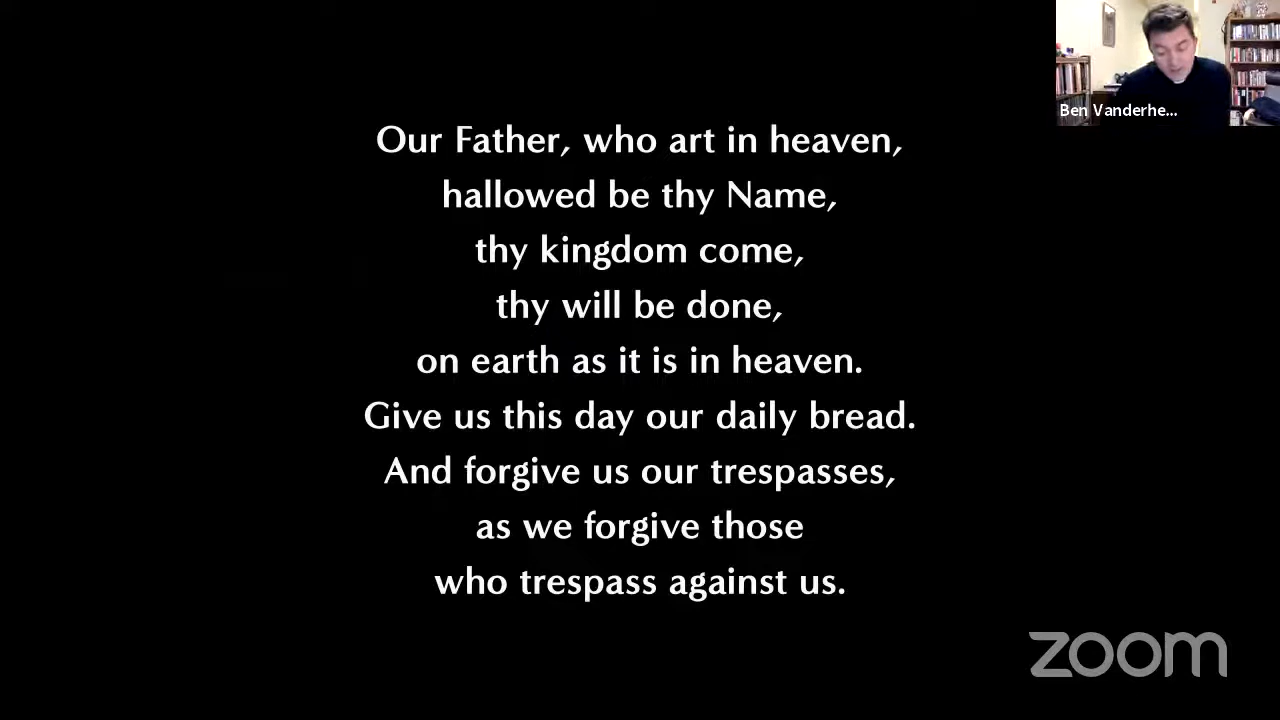 Our Father, who art in heaven,
hallowed be thy Name,
thy kingdom come,
thy will be done,
on earth as it is in heaven.
Give us this day our daily bread.
And forgive us our trespasses,
as we forgive those
who trespass against us.
Ben Vanderhe...
zoom